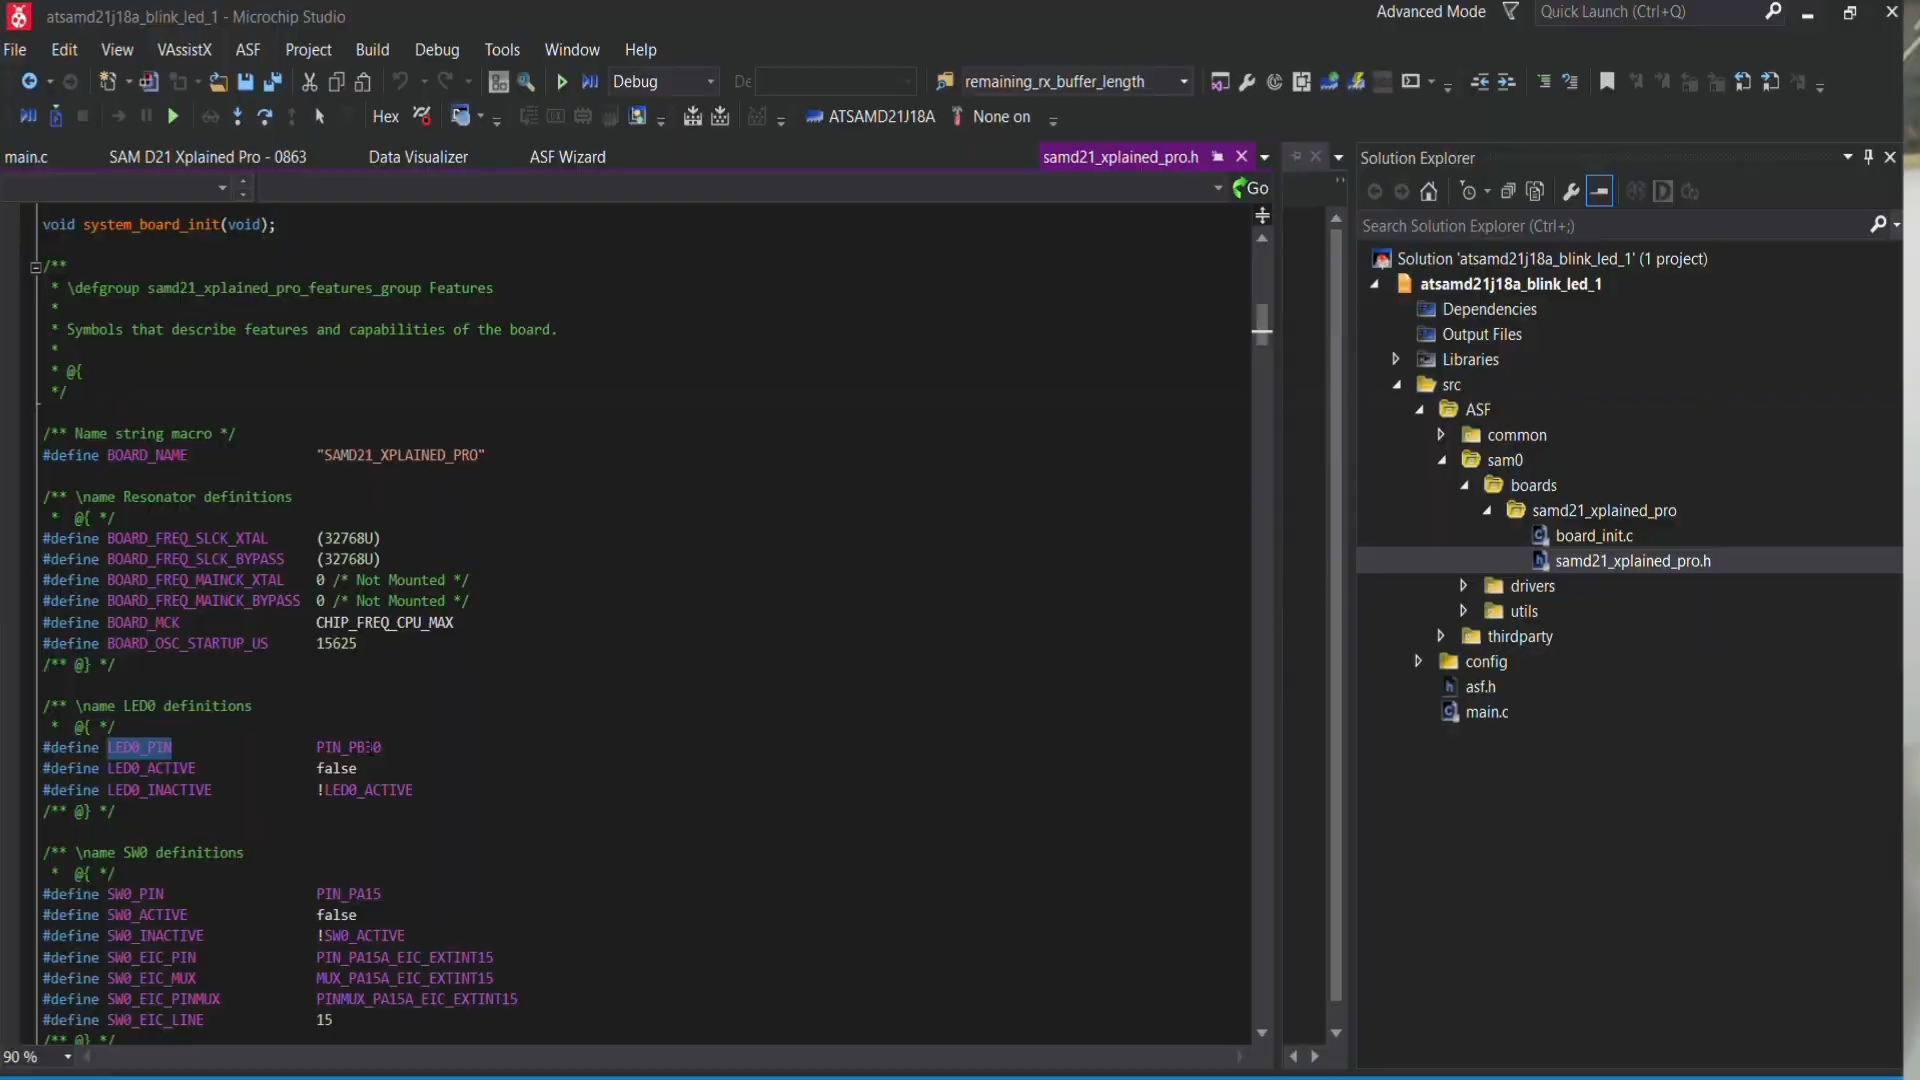 atsamd21j18a_blink_led_1 - Microchip Studio
Advanced Mode
Quick Launch (Ctrl+Q)
File Edit View VAssistX ASF Project Build Debug Tools Window Help
Debug
De
remaining_rx_buffer_length
Hex
ATSAMD21J18A
None on
main.c
SAM D21 Xplained Pro - 0863
Data Visualizer
ASF Wizard
samd21_xplained_pro.h
Go
void system_board_init(void);
/**
* \defgroup samd21_xplained_pro_features_group Features
*
* Symbols that describe features and capabilities of the board.
*
* @{
*/
/** Name string macro */
#define BOARD_NAME "SAMD21_XPLAINED_PRO"
/** \name Resonator definitions
* @{ */
#define BOARD_FREQ_SLCK_XTAL (32768U)
#define BOARD_FREQ_SLCK_BYPASS (32768U)
#define BOARD_FREQ_MAINCK_XTAL 0 /* Not Mounted */
#define BOARD_FREQ_MAINCK_BYPASS 0 /* Not Mounted */
#define BOARD_MCK CHIP_FREQ_CPU_MAX
#define BOARD_OSC_STARTUP_US 15625
/** @} */
/** \name LED0 definitions
* @{ */
#define LED0_PIN PIN_PB30
#define LED0_ACTIVE false
#define LED0_INACTIVE !LED0_ACTIVE
/** @} */
/** \name SW0 definitions
* @{ */
#define SW0_PIN PIN_PA15
#define SW0_ACTIVE false
#define SW0_INACTIVE !SW0_ACTIVE
#define SW0_EIC_PIN PIN_PA15A_EIC_EXTINT15
#define SW0_EIC_MUX MUX_PA15A_EIC_EXTINT15
#define SW0_EIC_PINMUX PINMUX_PA15A_EIC_EXTINT15
#define SW0_EIC_LINE 15
/** @} */
90 %
Solution Explorer
Search Solution Explorer (Ctrl+;)
Solution 'atsamd21j18a_blink_led_1' (1 project)
atsamd21j18a_blink_led_1
Dependencies
Output Files
Libraries
src
ASF
common
sam0
boards
samd21_xplained_pro
board_init.c
samd21_xplained_pro.h
drivers
utils
thirdparty
config
asf.h
main.c